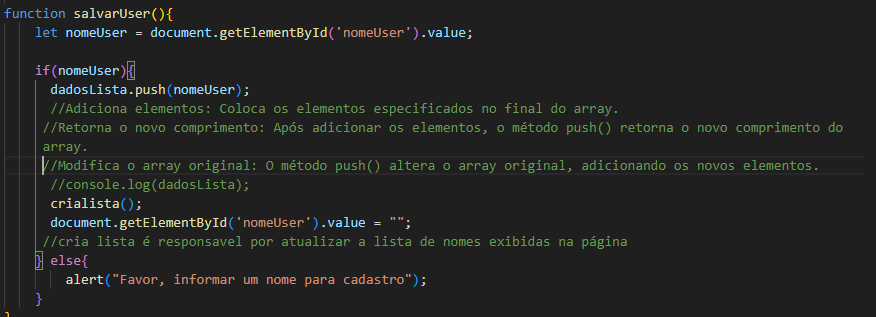 function salvarUser(){
let nomeUser = document.getElementById('nomeUser').value;
if(nomeUser){
dadosLista.push(nomeUser);
//Adiciona elementos: Coloca os elementos especificados no final do array.
//Retorna o novo comprimento: Após adicionar os elementos, o método push() retorna o novo comprimento do
array.
//Modifica o array original: O método push() altera o array original, adicionando os novos elementos.
//console.log(dadosLista);
crialista();
document.getElementById('nomeUser').value = "";
//cria lista é responsavel por atualizar a lista de nomes exibidas na página
} else{
alert("Favor, informar um nome para cadastro");
}
}